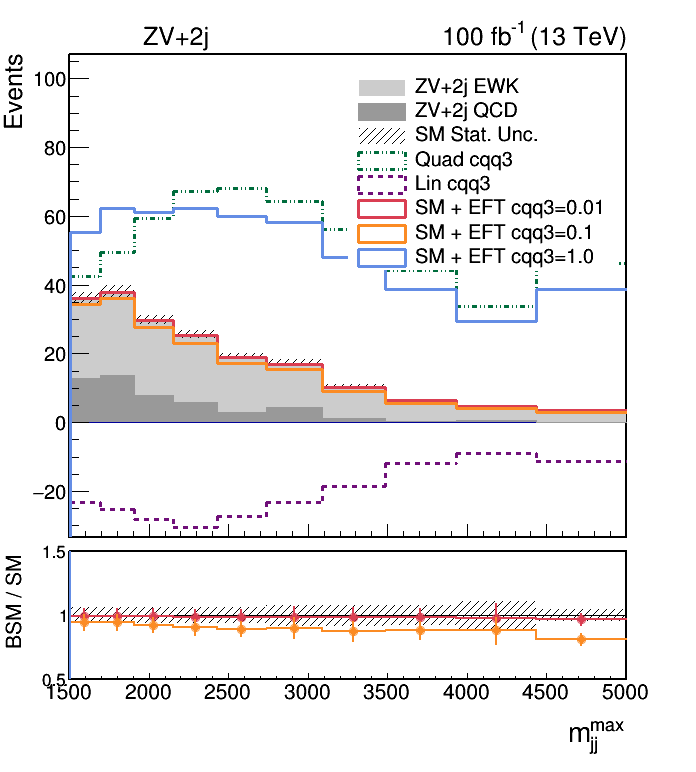 ZV+2j 100 fb-1 (13 TeV)
Events
100
80
60
40
20
0
−20
ZV+2j EWK
ZV+2j QCD
SM Stat. Unc.
Quad cqq3
Lin cqq3
SM + EFT cqq3=0.01
SM + EFT cqq3=0.1
SM + EFT cqq3=1.0
BSM / SM
1.5
1
0.5
1500 2000 2500 3000 3500 4000 4500 5000
m_jj^max